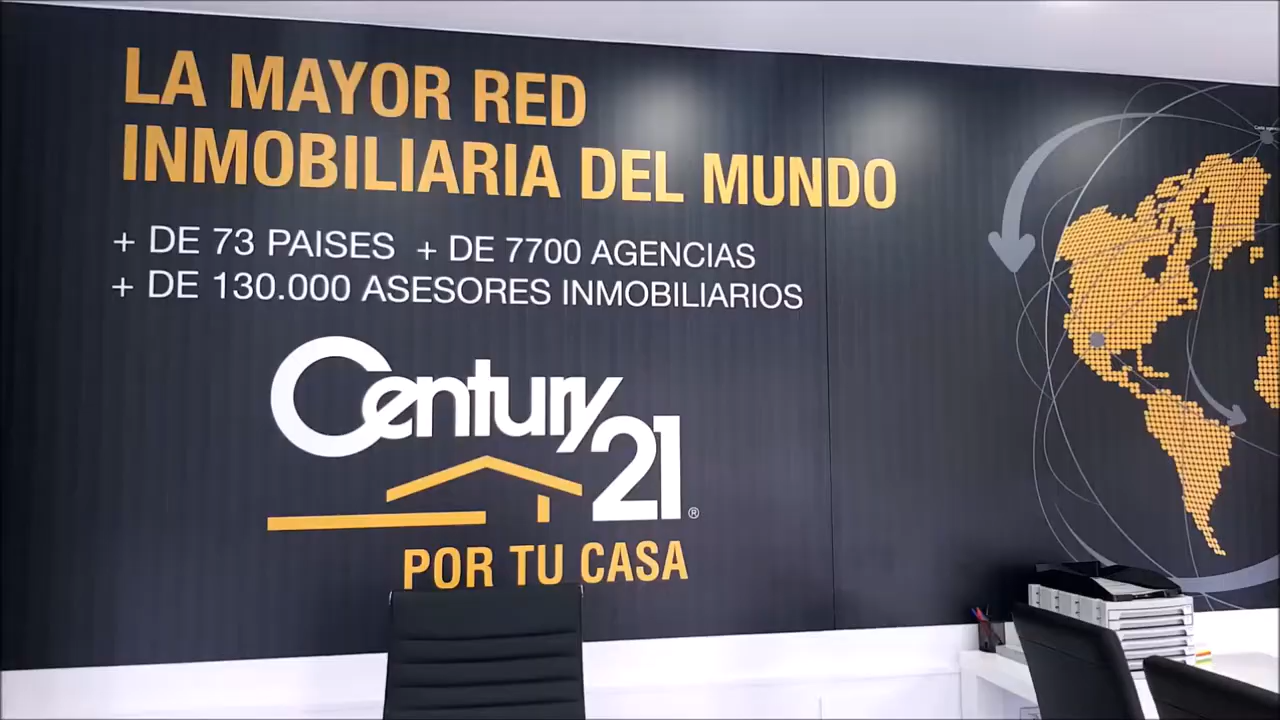 LA MAYOR RED
INMOBILIARIA DEL MUNDO
+ DE 73 PAISES + DE 7700 AGENCIAS
+ DE 130.000 ASESORES INMOBILIARIOS
Century
21®
POR TU CASA